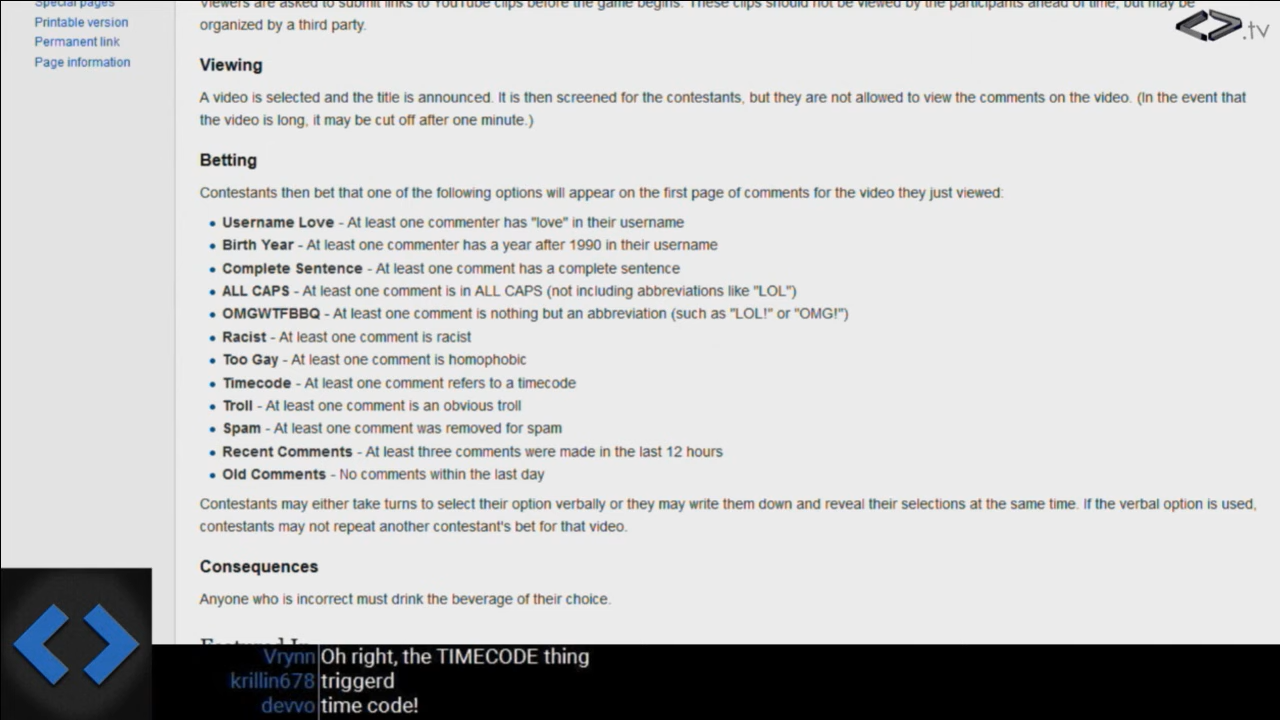 Special pages
Printable version
Permanent link
Page information
Viewers are asked to submit links to YouTube clips before the game begins. These clips should not be viewed by the participants ahead of time, but may be
organized by a third party.
.tv
Viewing
A video is selected and the title is announced. It is then screened for the contestants, but they are not allowed to view the comments on the video. (In the event that
the video is long, it may be cut off after one minute.)
Betting
Contestants then bet that one of the following options will appear on the first page of comments for the video they just viewed:
Username Love - At least one commenter has "love" in their username
Birth Year - At least one commenter has a year after 1990 in their username
Complete Sentence - At least one comment has a complete sentence
ALL CAPS - At least one comment is in ALL CAPS (not including abbreviations like "LOL")
OMGWTFBBQ - At least one comment is nothing but an abbreviation (such as "LOL!" or "OMG!")
Racist - At least one comment is racist
Too Gay - At least one comment is homophobic
Timecode - At least one comment refers to a timecode
Troll - At least one comment is an obvious troll
Spam - At least one comment was removed for spam
Recent Comments - At least three comments were made in the last 12 hours
Old Comments - No comments within the last day
Contestants may either take turns to select their option verbally or they may write them down and reveal their selections at the same time. If the verbal option is used,
contestants may not repeat another contestant's bet for that video.
Consequences
Anyone who is incorrect must drink the beverage of their choice.
Featured In
Vrynn Oh right, the TIMECODE thing
krillin678 triggerd
devvo time code!